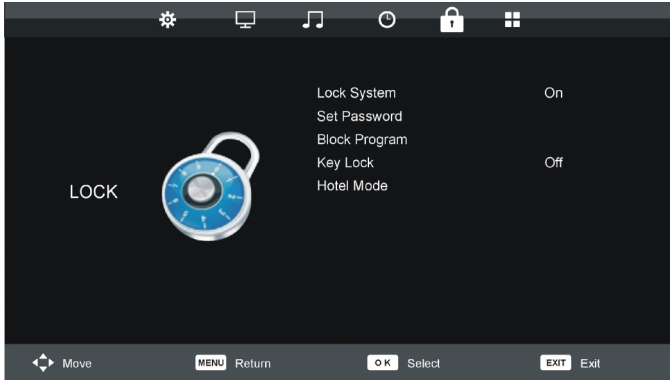 Lock System On
Set Password
Block Program
Key Lock Off
Hotel Mode
LOCK
Move MENU Return OK Select EXIT Exit